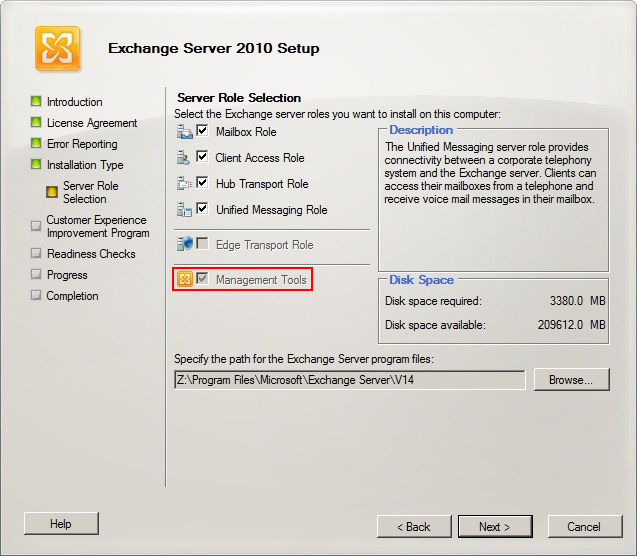 Exchange Server 2010 Setup
Introduction
License Agreement
Error Reporting
Installation Type
Server Role
Selection
Customer Experience
Improvement Program
Readiness Checks
Progress
Completion
Server Role Selection
Select the Exchange server roles you want to install on this computer:
Mailbox Role
Client Access Role
Hub Transport Role
Unified Messaging Role
Edge Transport Role
Management Tools
Description
The Unified Messaging server role provides
connectivity between a corporate telephony
system and the Exchange server. Clients can
access their mailboxes from a telephone and
receive voice mail messages in their mailbox.
Disk Space
Disk space required: 3380.0 MB
Disk space available: 209612.0 MB
Specify the path for the Exchange Server program files:
Z:\Program Files\Microsoft\Exchange Server\V14
Browse...
Help
< Back
Next >
Cancel